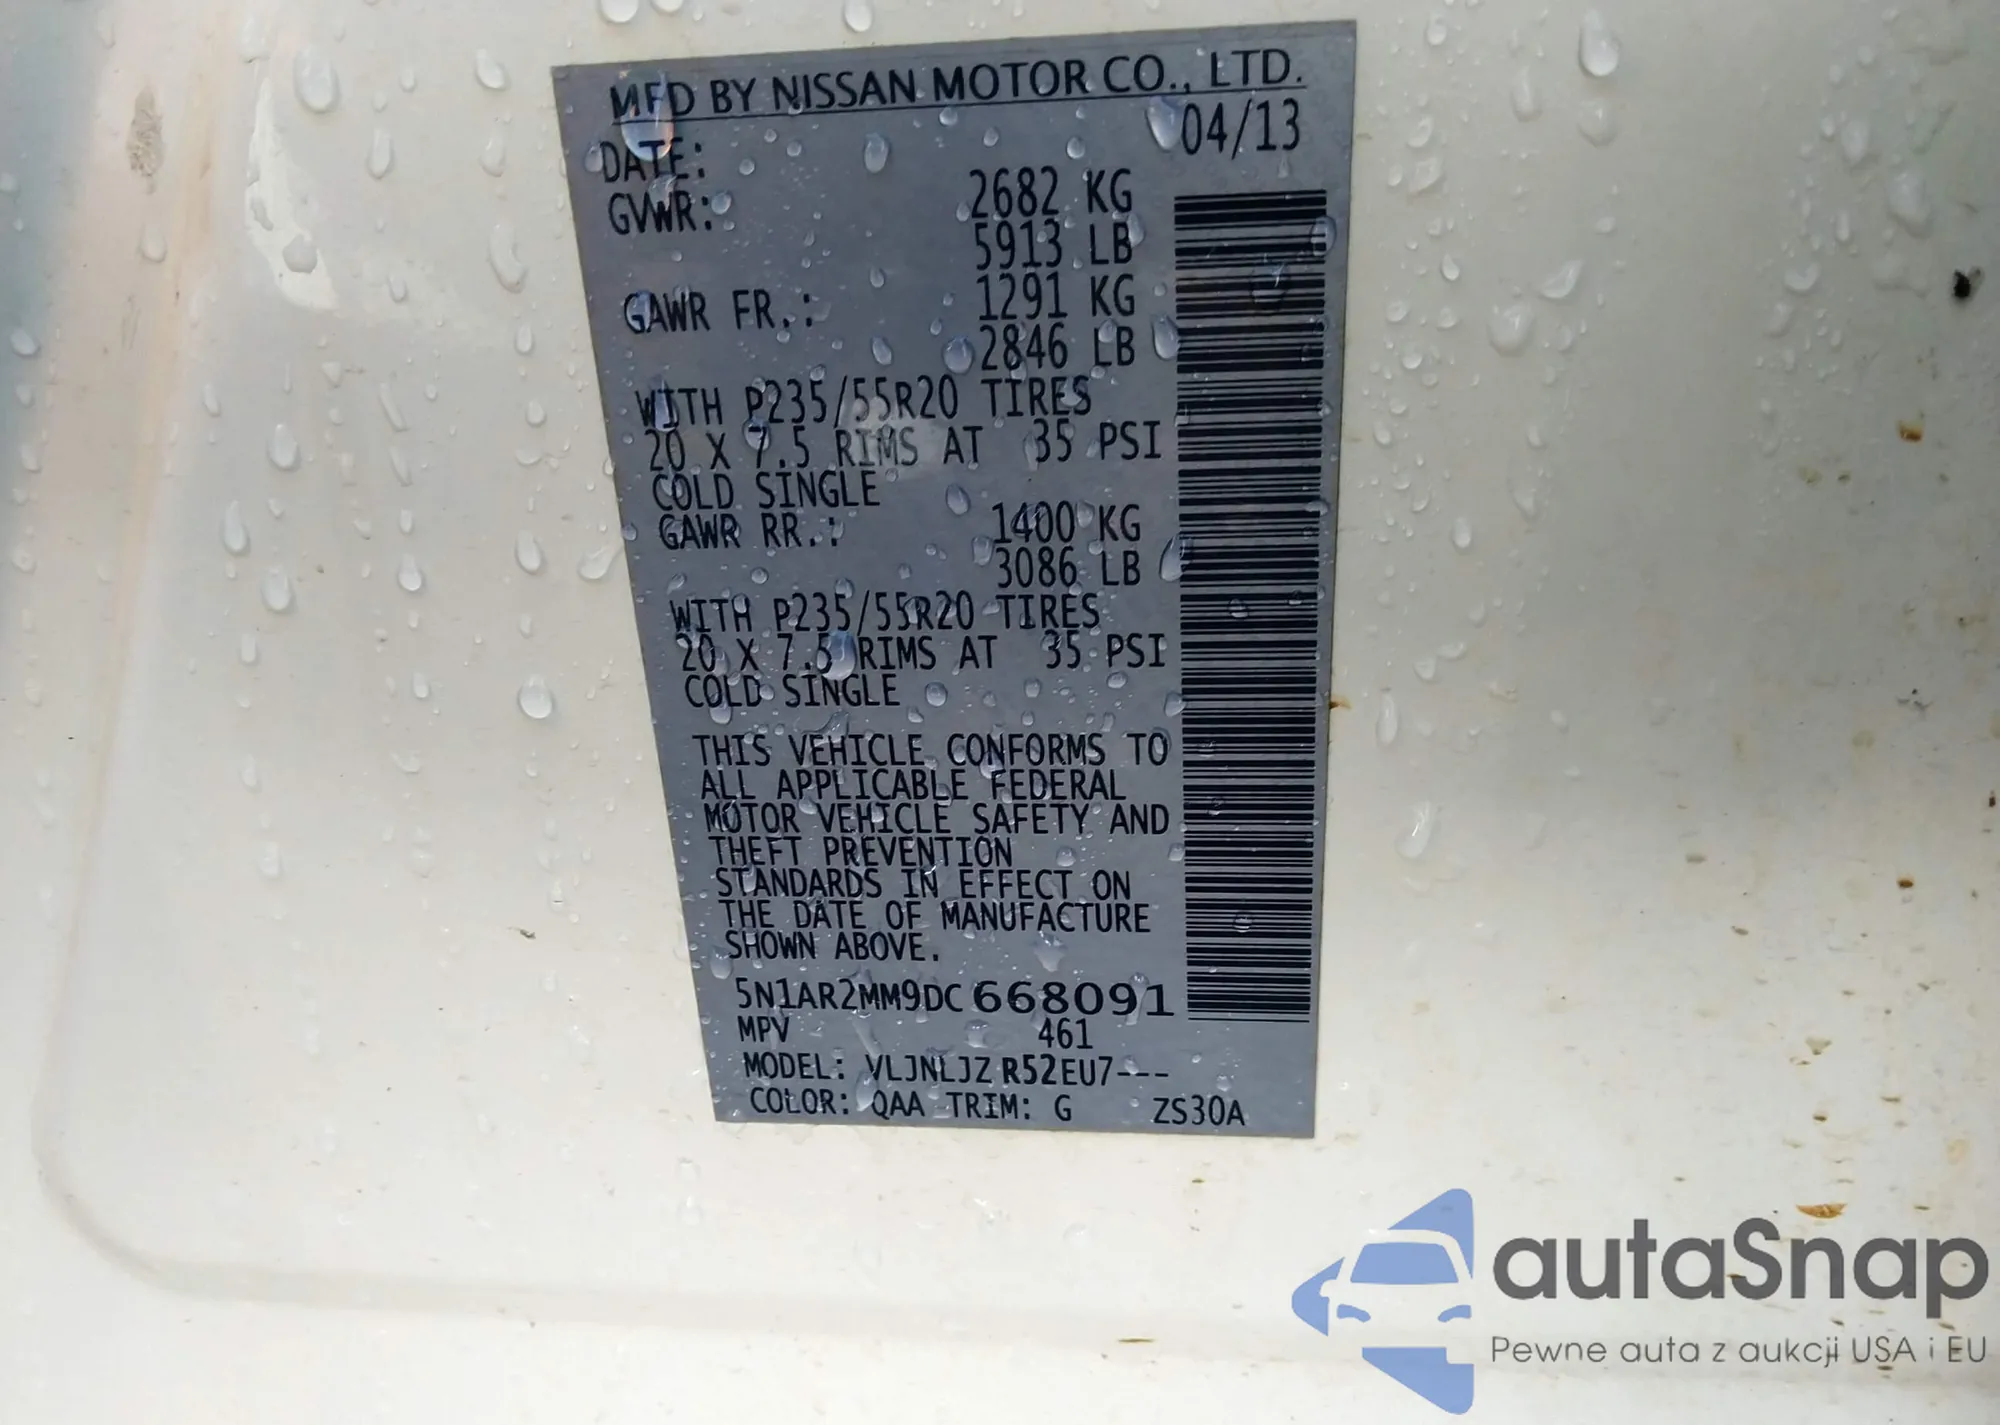 MFD BY NISSAN MOTOR CO., LTD.
DATE: 04/13
GVWR: 2682 KG
5913 LB
GAWR FR.: 1291 KG
2846 LB
WITH P235/55R20 TIRES
20 X 7.5 RIMS AT 35 PSI
COLD SINGLE
GAWR RR.: 1400 KG
3086 LB
WITH P235/55R20 TIRES
20 X 7.5 RIMS AT 35 PSI
COLD SINGLE
THIS VEHICLE CONFORMS TO
ALL APPLICABLE FEDERAL
MOTOR VEHICLE SAFETY AND
THEFT PREVENTION
STANDARDS IN EFFECT ON
THE DATE OF MANUFACTURE
SHOWN ABOVE.
5N1AR2MM9DC668091
MPV 461
MODEL: VLJNLJZ R52EU7---
COLOR: QAA TRIM: G ZS30A
autaSnap
Pewne auta z aukcji USA i EU